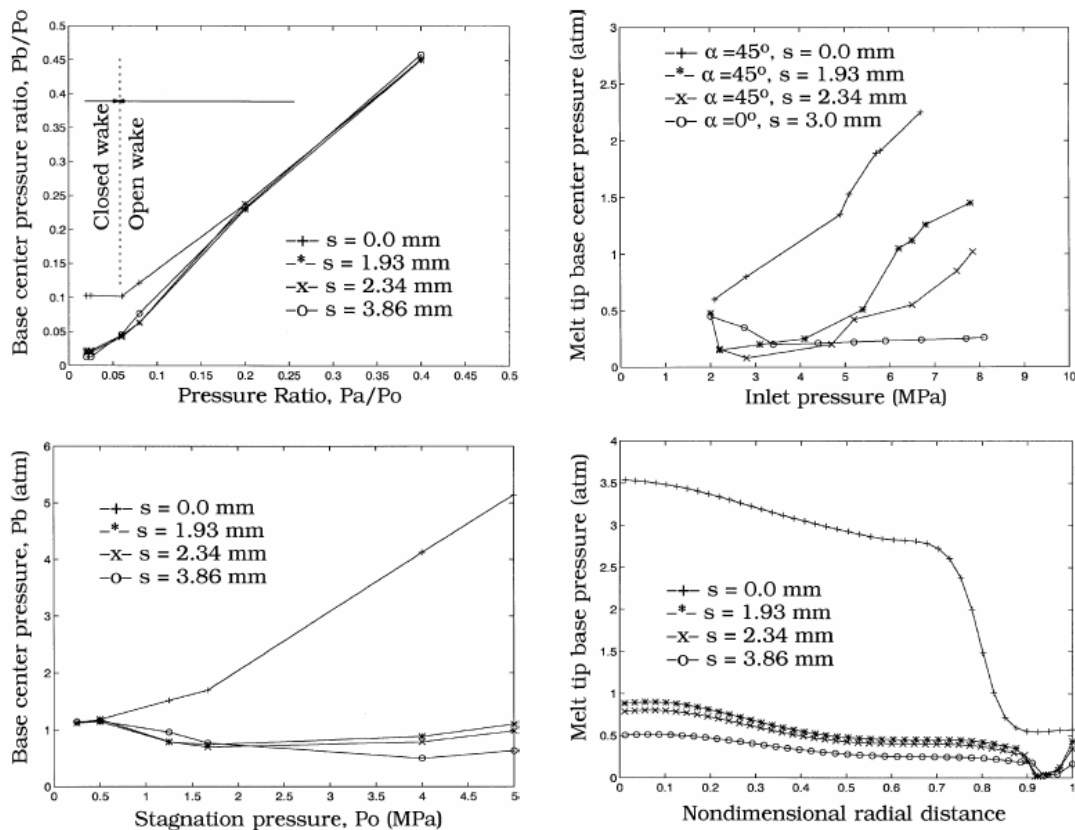 Base center pressure ratio, Pb/Po
0.5
0.45
0.4
0.35
0.3
0.25
0.2
0.15
0.1
0.05
0
Closed wake
Open wake
-+- s = 0.0 mm
-*- s = 1.93 mm
-x- s = 2.34 mm
-o- s = 3.86 mm
0 0.05 0.1 0.15 0.2 0.25 0.3 0.35 0.4 0.45 0.5
Pressure Ratio, Pa/Po
Melt tip base center pressure (atm)
3
2.5
2
1.5
1
0.5
0
-+- α =45º, s = 0.0 mm
-*- α =45º, s = 1.93 mm
-x- α =45º, s = 2.34 mm
-o- α =0º, s = 3.0 mm
0 1 2 3 4 5 6 7 8 9 10
Inlet pressure (MPa)
Base center pressure, Pb (atm)
6
5
4
3
2
1
0
-+- s = 0.0 mm
-*- s = 1.93 mm
-x- s = 2.34 mm
-o- s = 3.86 mm
0 0.5 1 1.5 2 2.5 3 3.5 4 4.5 5
Stagnation pressure, Po (MPa)
Melt tip base pressure (atm)
4
3.5
3
2.5
2
1.5
1
0.5
0
-+- s = 0.0 mm
-*- s = 1.93 mm
-x- s = 2.34 mm
-o- s = 3.86 mm
0 0.1 0.2 0.3 0.4 0.5 0.6 0.7 0.8 0.9 1
Nondimensional radial distance